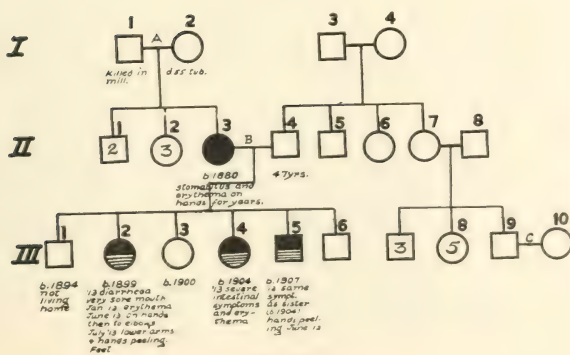 I
1 2 3 4
A
Killed in mill.
d 55 tub.
II
1 2 3 4 5 6 7 8
2 3 B
b.1880
stomatitus and
erythema on
hands for years.
47yrs.
III
1 2 3 4 5 6 8 9 10
3 5 C
b.1894
not
living
home
b.1899
'13 diarrhoea
very sore mouth
Jan 13 erythema
June 13 on hands
then to elbows
July '13 lower arms
& hands peeling.
Feet
b.1900
b.1904
'13 severe
intestinal
symptoms
and ery-
thema
b.1907
13 same
sympt.
as sister
(b 1904)
hands peel-
ing June 13